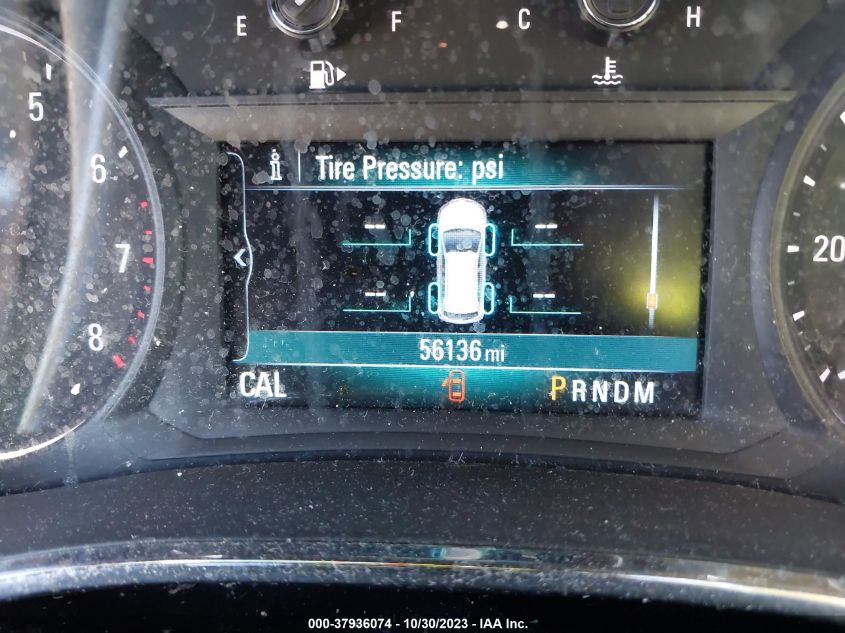 E F C H
5
6
7
8
20
i Tire Pressure: psi
-- --
-- --
56136 mi
CAL PRNDM
000-37936074 - 10/30/2023 - IAA Inc.